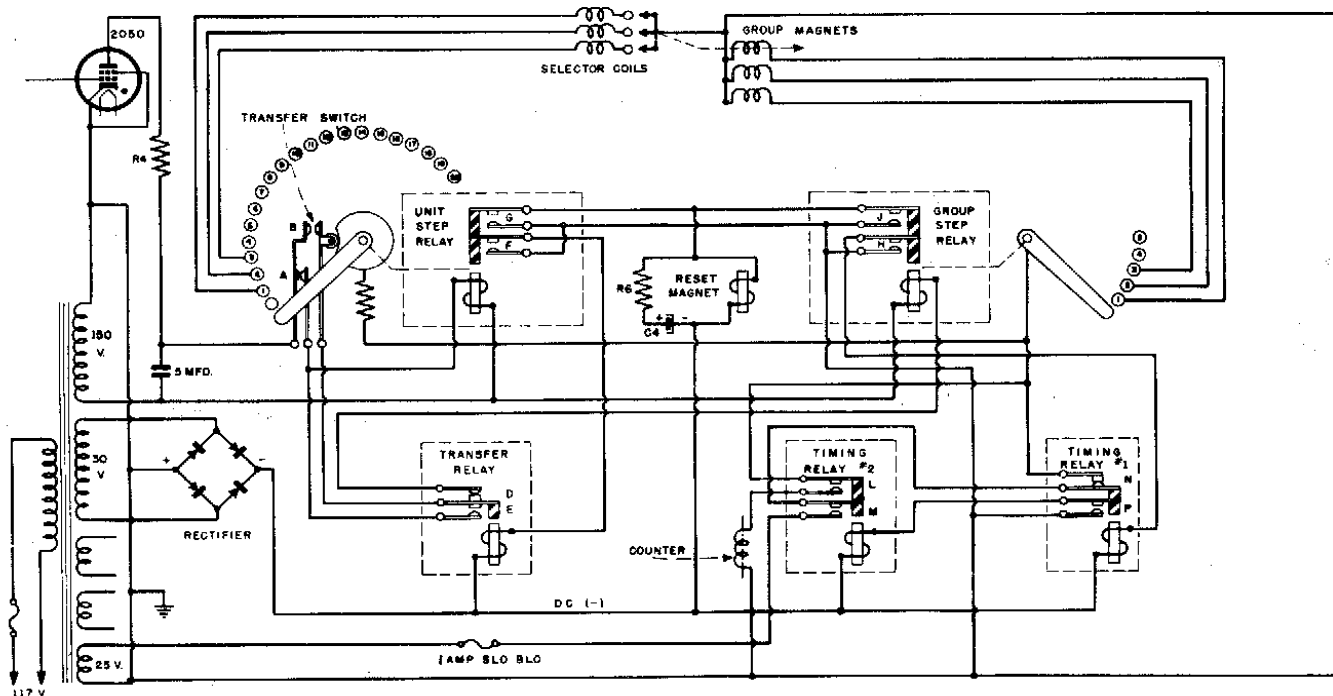 2050
GROUP MAGNETS
SELECTOR COILS
TRANSFER SWITCH
R4
B
A
UNIT
STEP
RELAY
G
F
GROUP
STEP
RELAY
J
H
R6
RESET
MAGNET
+ -
C4
150
V.
5 MFD.
30
V
+
-
RECTIFIER
TRANSFER
RELAY
D
E
TIMING
RELAY #2
L
M
TIMING
RELAY #1
N
P
COUNTER
DC (-)
1 AMP SLO BLO
25 V.
117 V